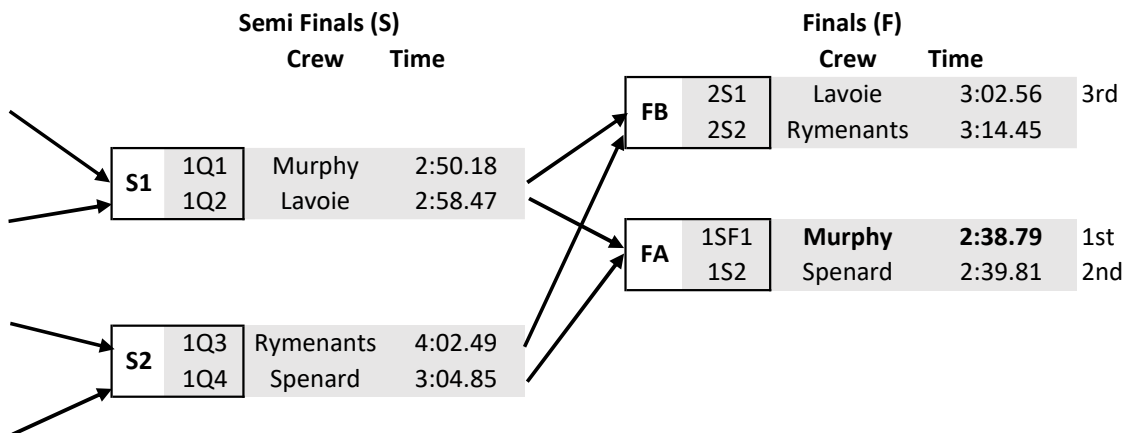 Semi Finals (S)
Crew Time
S1
1Q1 Murphy 2:50.18
1Q2 Lavoie 2:58.47
S2
1Q3 Rymenants 4:02.49
1Q4 Spenard 3:04.85
Finals (F)
Crew Time
FB
2S1 Lavoie 3:02.56 3rd
2S2 Rymenants 3:14.45
FA
1SF1 Murphy 2:38.79 1st
1S2 Spenard 2:39.81 2nd